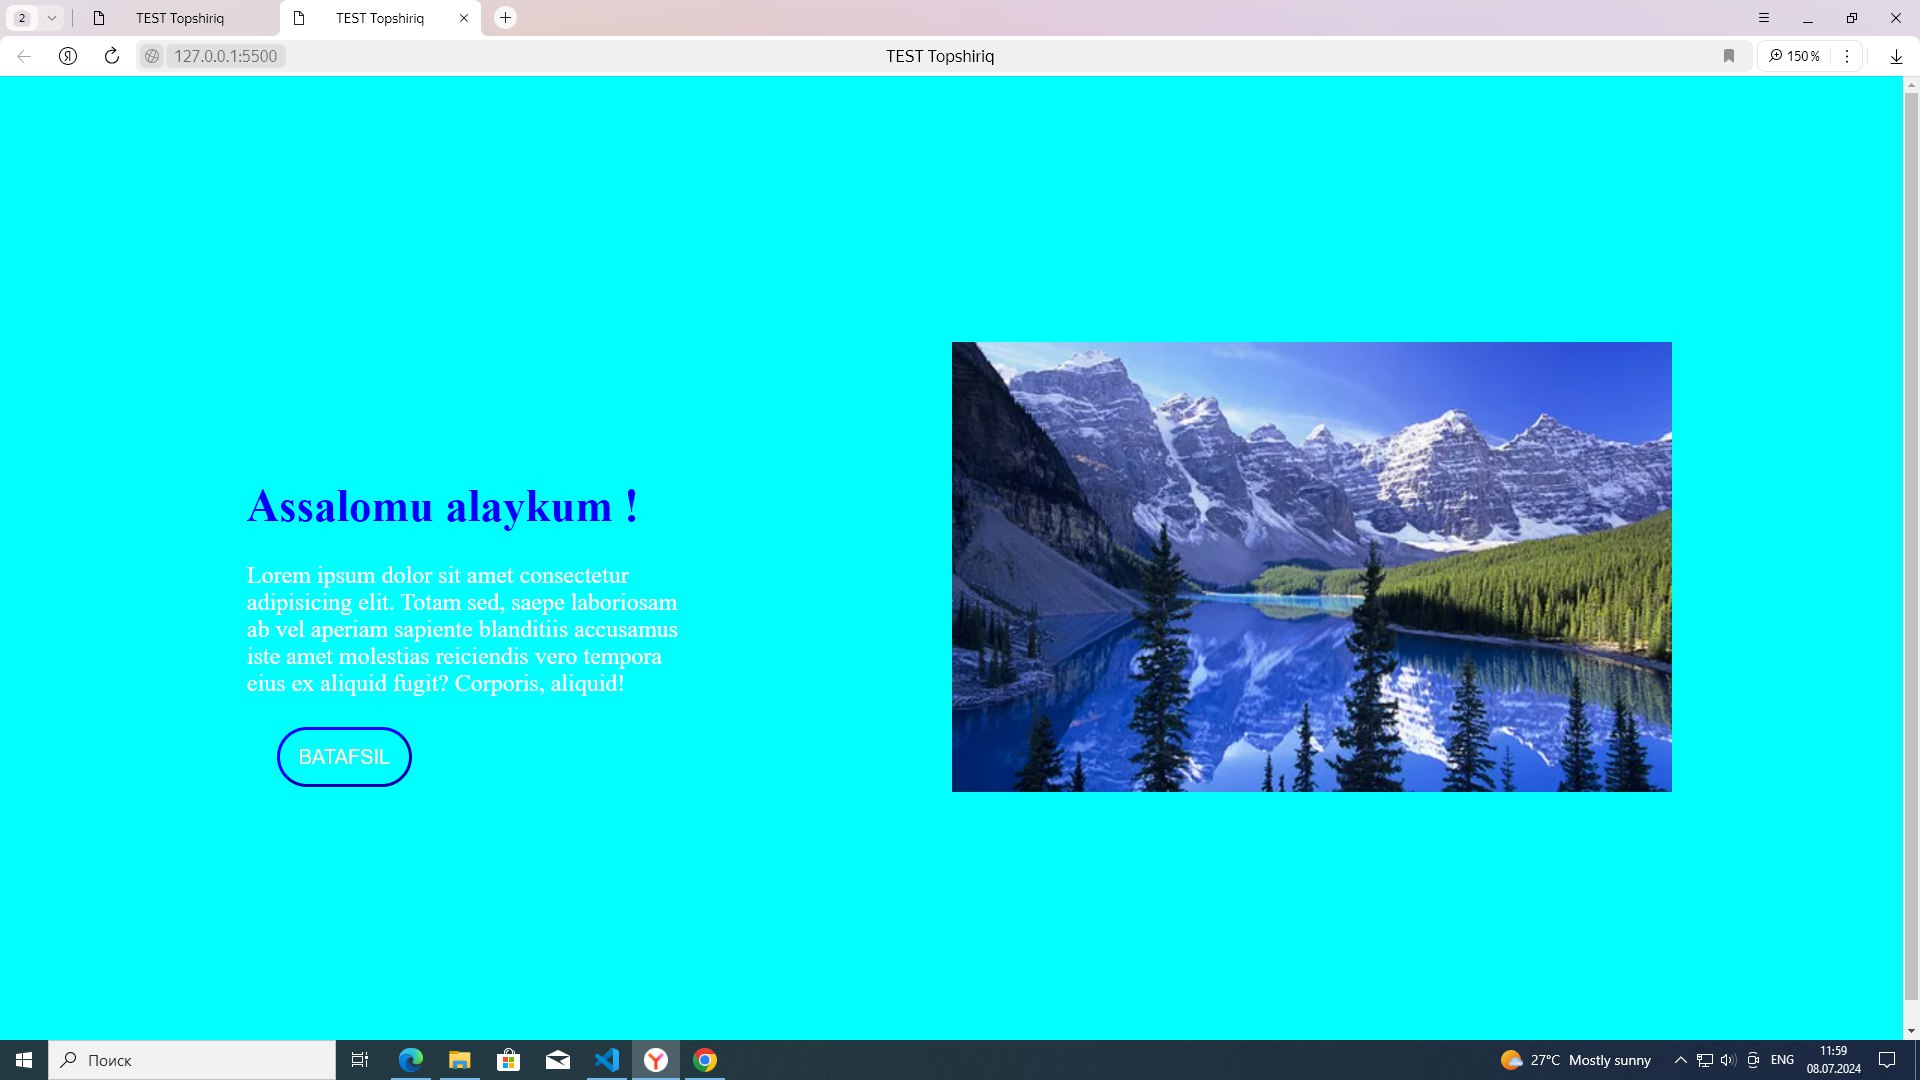 2
TEST Topshiriq
TEST Topshiriq
127.0.0.1:5500
TEST Topshiriq
150 %
Assalomu alaykum !
Lorem ipsum dolor sit amet consectetur
adipisicing elit. Totam sed, saepe laboriosam
ab vel aperiam sapiente blanditiis accusamus
iste amet molestias reiciendis vero tempora
eius ex aliquid fugit? Corporis, aliquid!
BATAFSIL
Поиск
27°C Mostly sunny
ENG
11:59
08.07.2024